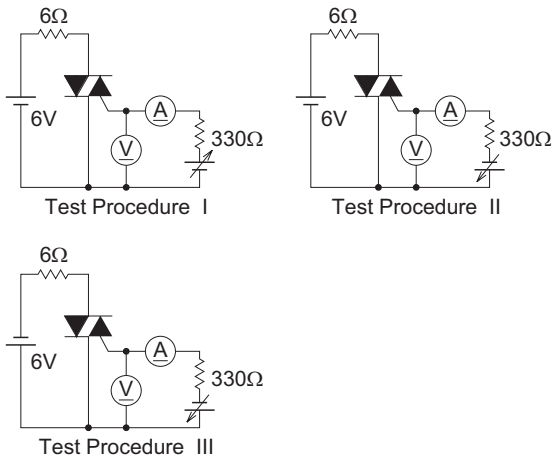 6Ω
6V
V
A
330Ω
Test Procedure I
6Ω
6V
V
A
330Ω
Test Procedure II
6Ω
6V
V
A
330Ω
Test Procedure III